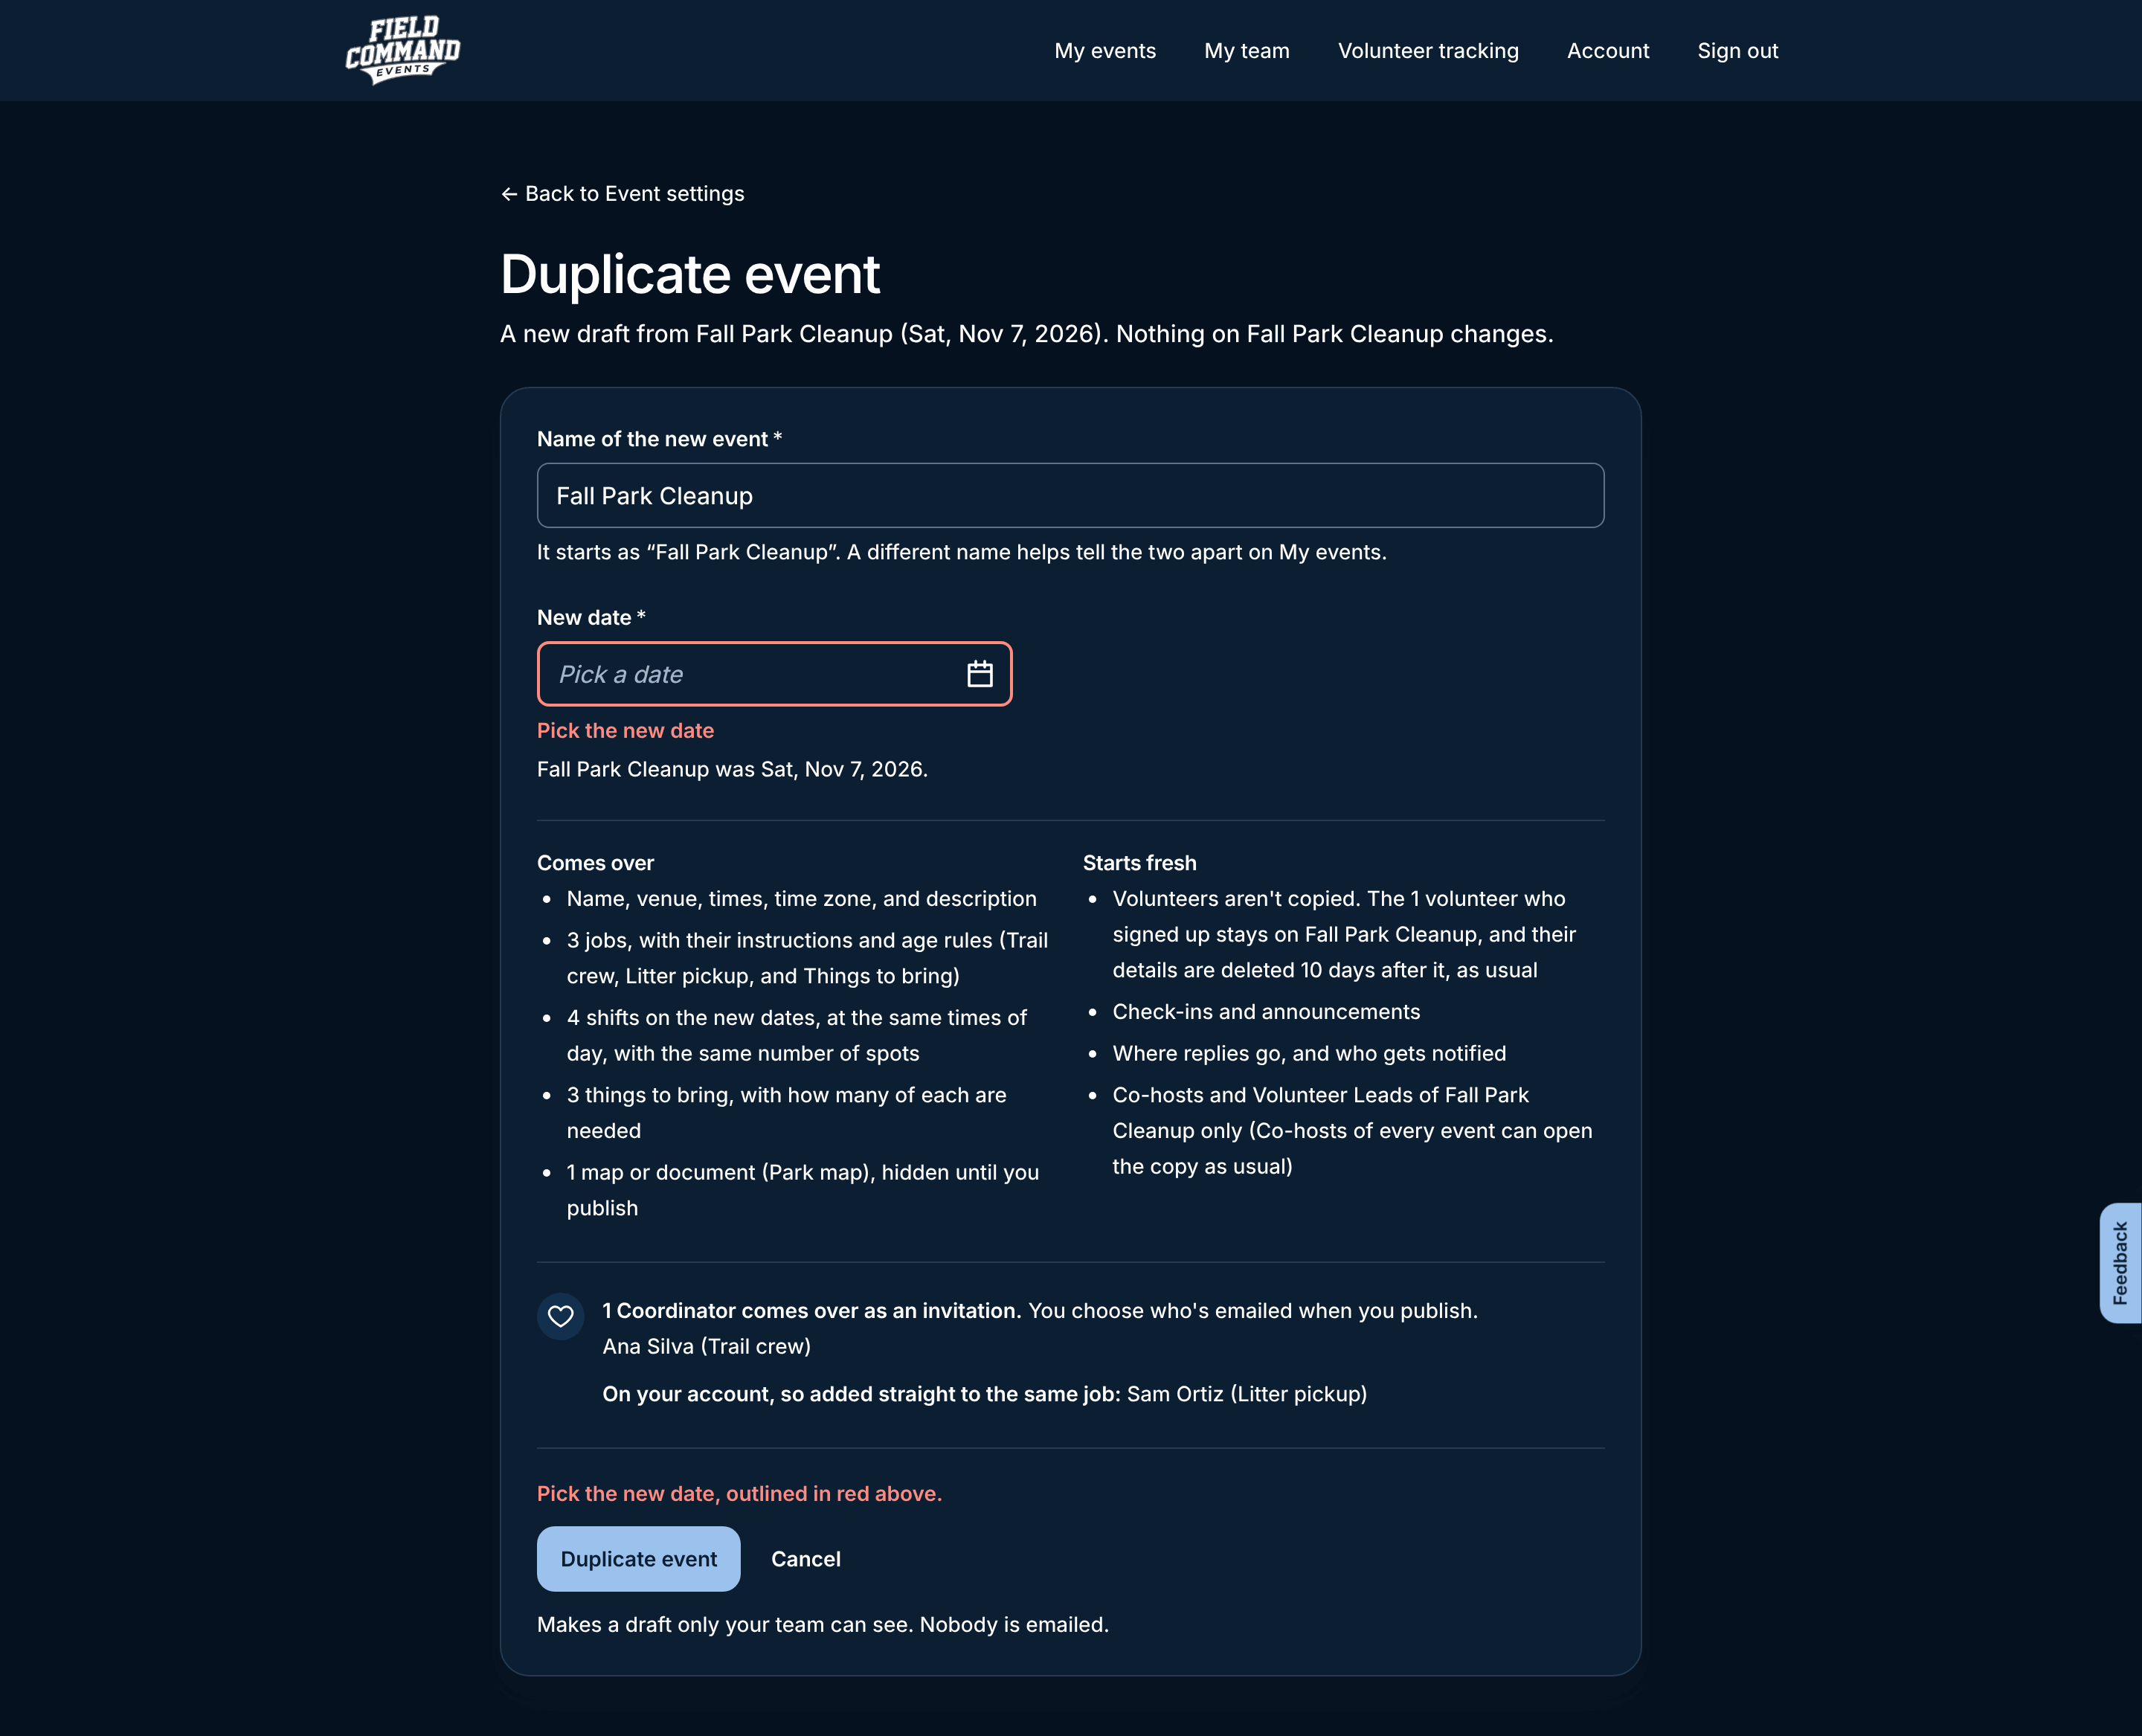 FIELD
COMMAND
EVENTS
My events
My team
Volunteer tracking
Account
Sign out
← Back to Event settings
Duplicate event
A new draft from Fall Park Cleanup (Sat, Nov 7, 2026). Nothing on Fall Park Cleanup changes.
Name of the new event *
Fall Park Cleanup
It starts as “Fall Park Cleanup”. A different name helps tell the two apart on My events.
New date *
Pick a date
Pick the new date
Fall Park Cleanup was Sat, Nov 7, 2026.
Comes over
• Name, venue, times, time zone, and description
• 3 jobs, with their instructions and age rules (Trail
crew, Litter pickup, and Things to bring)
• 4 shifts on the new dates, at the same times of
day, with the same number of spots
• 3 things to bring, with how many of each are
needed
• 1 map or document (Park map), hidden until you
publish
Starts fresh
• Volunteers aren't copied. The 1 volunteer who
signed up stays on Fall Park Cleanup, and their
details are deleted 10 days after it, as usual
• Check-ins and announcements
• Where replies go, and who gets notified
• Co-hosts and Volunteer Leads of Fall Park
Cleanup only (Co-hosts of every event can open
the copy as usual)
1 Coordinator comes over as an invitation. You choose who's emailed when you publish.
Ana Silva (Trail crew)
On your account, so added straight to the same job: Sam Ortiz (Litter pickup)
Pick the new date, outlined in red above.
Duplicate event
Cancel
Makes a draft only your team can see. Nobody is emailed.
Feedback